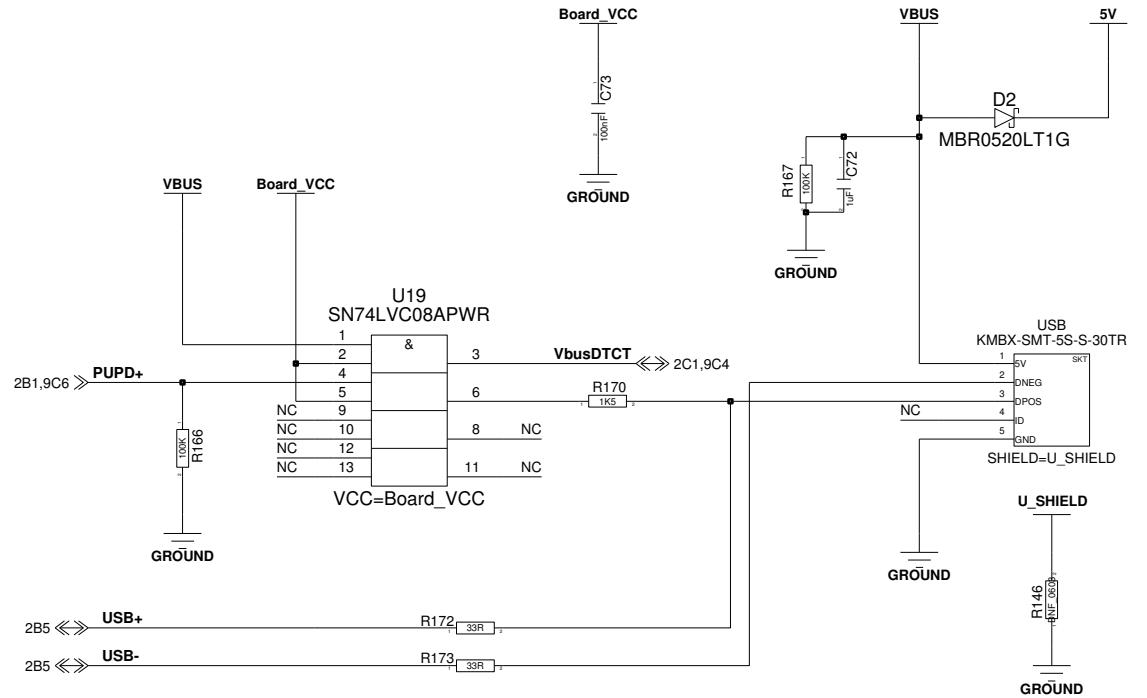 Board_VCC
VBUS
5V
C73
100nF
D2
MBR0520LT1G
R167
100K
C72
1uF
GROUND
GROUND
VBUS
Board_VCC
U19
SN74LVC08APWR
&
1
2
3
VbusDTCT
2C1,9C4
2B1,9C6
PUPD+
4
5
6
R170
1K5
NC
9
NC
10
8
NC
NC
12
NC
13
11
NC
VCC=Board_VCC
R166
100K
GROUND
USB
KMBX-SMT-5S-S-30TR
SKT
1
5V
2
DNEG
3
DPOS
NC
4
ID
5
GND
SHIELD=U_SHIELD
GROUND
U_SHIELD
R146
DNF_0603
GROUND
2B5
USB+
R172
33R
2B5
USB-
R173
33R